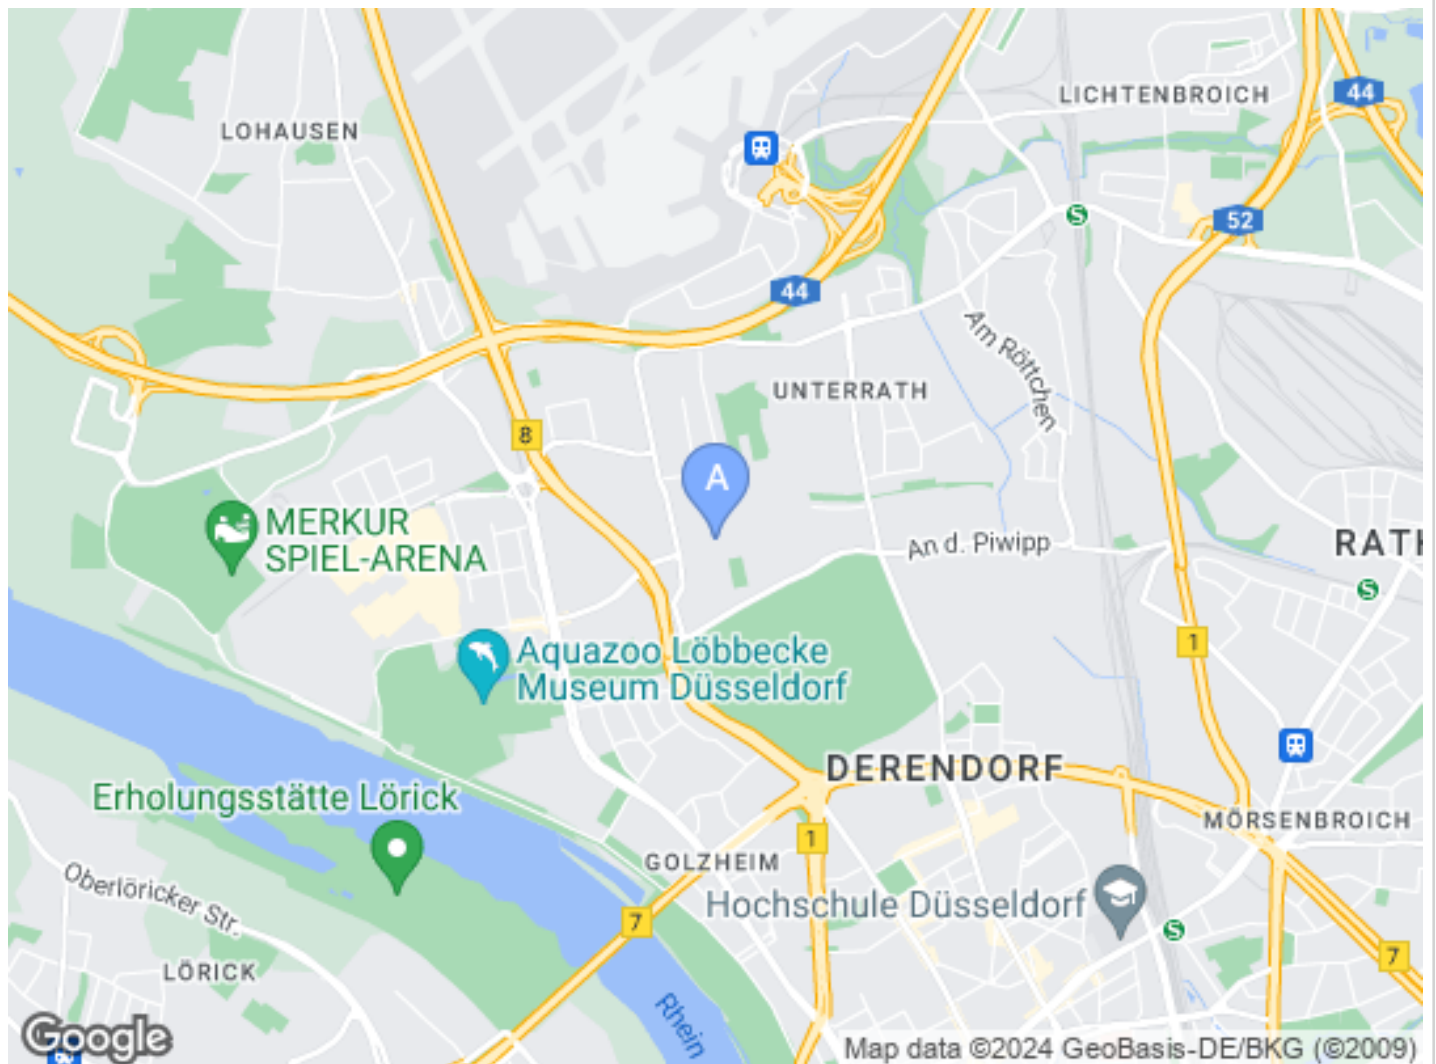 LICHTENBROICH
44
LOHAUSEN
S
52
44
Am Röttchen
UNTERRATH
8
A
MERKUR
SPIEL-ARENA
An d. Piwipp
RATH
S
1
Aquazoo Löbbecke
Museum Düsseldorf
DERENDORF
Erholungsstätte Lörick
MÖRSENBROICH
1
GOLZHEIM
Oberlöricker Str.
Hochschule Düsseldorf
7
S
7
LÖRICK
Rhein
Google
Map data ©2024 GeoBasis-DE/BKG (©2009)